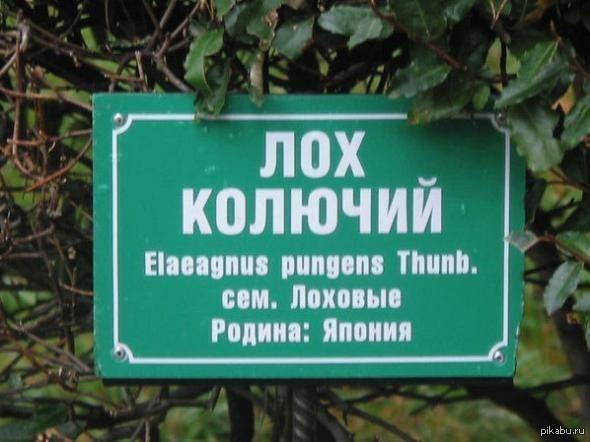 ЛОХ
КОЛЮЧИЙ
Elaeagnus pungens Thunb.
сем. Лоховые
Родина: Япония
pikabu.ru